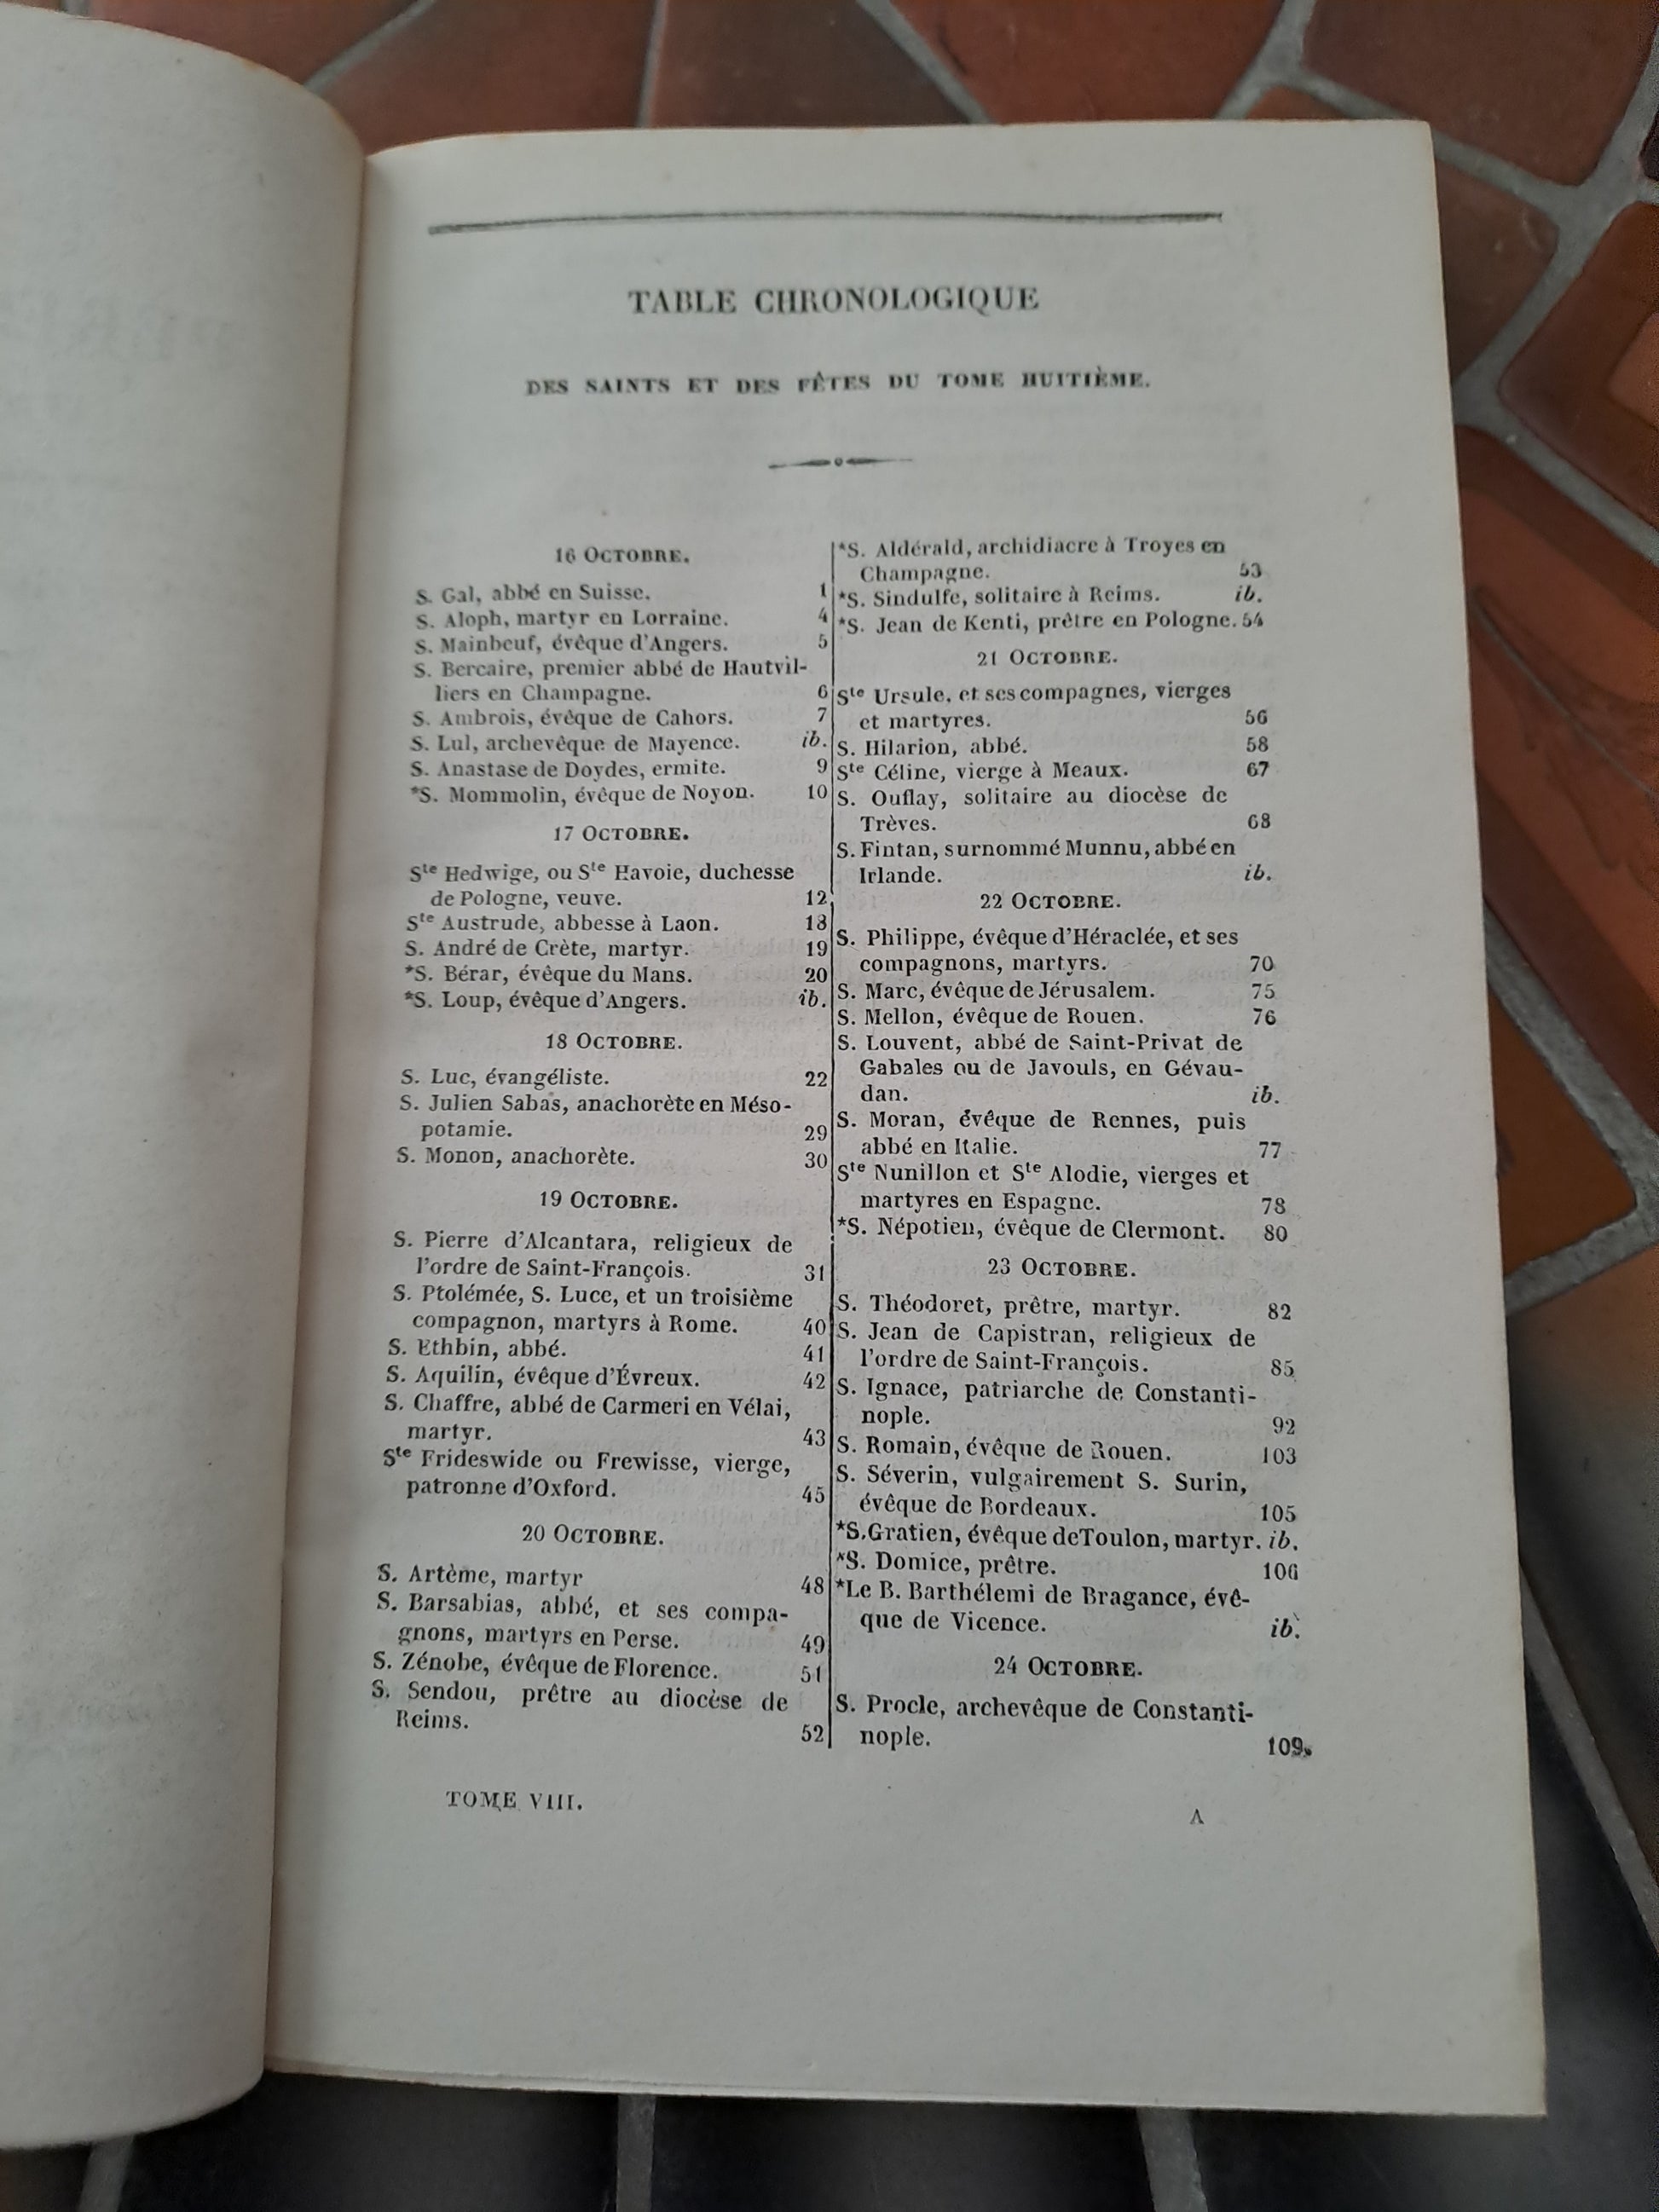 TABLE CHRONOLOGIQUE
DES SAINTS ET DES FÊTES DU TOME HUITIÈME.
16 OCTOBRE.
S. Gal, abbé en Suisse. 1
S. Aloph, martyr en Lorraine. 4
S. Mainbeuf, évêque d'Angers. 5
S. Bercaire, premier abbé de Hautvil-
liers en Champagne. 6
S. Ambrois, évêque de Cahors. 7
S. Lul, archevêque de Mayence. ib.
S. Anastase de Doydes, ermite. 9
*S. Mommolin, évêque de Noyon. 10
17 OCTOBRE.
Ste Hedwige, ou Ste Havoie, duchesse
de Pologne, veuve. 12
Ste Austrude, abbesse à Laon. 18
S. André de Crète, martyr. 19
*S. Bérar, évêque du Mans. 20
*S. Loup, évêque d'Angers. ib.
18 OCTOBRE.
S. Luc, évangéliste. 22
S. Julien Sabas, anachorète en Méso-
potamie. 29
S. Monon, anachorète. 30
19 OCTOBRE.
S. Pierre d'Alcantara, religieux de
l'ordre de Saint-François. 31
S. Ptolémée, S. Luce, et un troisième
compagnon, martyrs à Rome. 40
S. Ethbin, abbé. 41
S. Aquilin, évêque d'Évreux. 42
S. Chaffre, abbé de Carmeri en Vélai,
martyr. 43
Ste Frideswide ou Frewisse, vierge,
patronne d'Oxford. 45
20 OCTOBRE.
S. Artème, martyr 48
S. Barsabias, abbé, et ses compa-
gnons, martyrs en Perse. 49
S. Zénobe, évêque de Florence. 51
S. Sendou, prêtre au diocèse de
Reims. 52
*S. Aldérald, archidiacre à Troyes en
Champagne. 53
*S. Sindulfe, solitaire à Reims. ib.
*S. Jean de Kenti, prêtre en Pologne. 54
21 OCTOBRE.
Ste Ursule, et ses compagnes, vierges
et martyres. 56
S. Hilarion, abbé. 58
Ste Céline, vierge à Meaux. 67
S. Ouflay, solitaire au diocèse de
Trèves. 68
S. Fintan, surnommé Munnu, abbé en
Irlande. ib.
22 OCTOBRE.
S. Philippe, évêque d'Héraclée, et ses
compagnons, martyrs. 70
S. Marc, évêque de Jérusalem. 75
S. Mellon, évêque de Rouen. 76
S. Louvent, abbé de Saint-Privat de
Gabales ou de Javouls, en Gévau-
dan. ib.
S. Moran, évêque de Rennes, puis
abbé en Italie. 77
Ste Nunillon et Ste Alodie, vierges et
martyres en Espagne. 78
*S. Népotien, évêque de Clermont. 80
23 OCTOBRE.
S. Théodoret, prêtre, martyr. 82
S. Jean de Capistran, religieux de
l'ordre de Saint-François. 85
S. Ignace, patriarche de Constanti-
nople. 92
S. Romain, évêque de Rouen. 103
S. Séverin, vulgairement S. Surin,
évêque de Bordeaux. 105
*S. Gratien, évêque de Toulon, martyr. ib.
*S. Domice, prêtre. 106
*Le B. Barthélemi de Bragance, évê-
que de Vicence. ib.
24 OCTOBRE.
S. Procle, archevêque de Constanti-
nople. 109.
TOME VIII. A